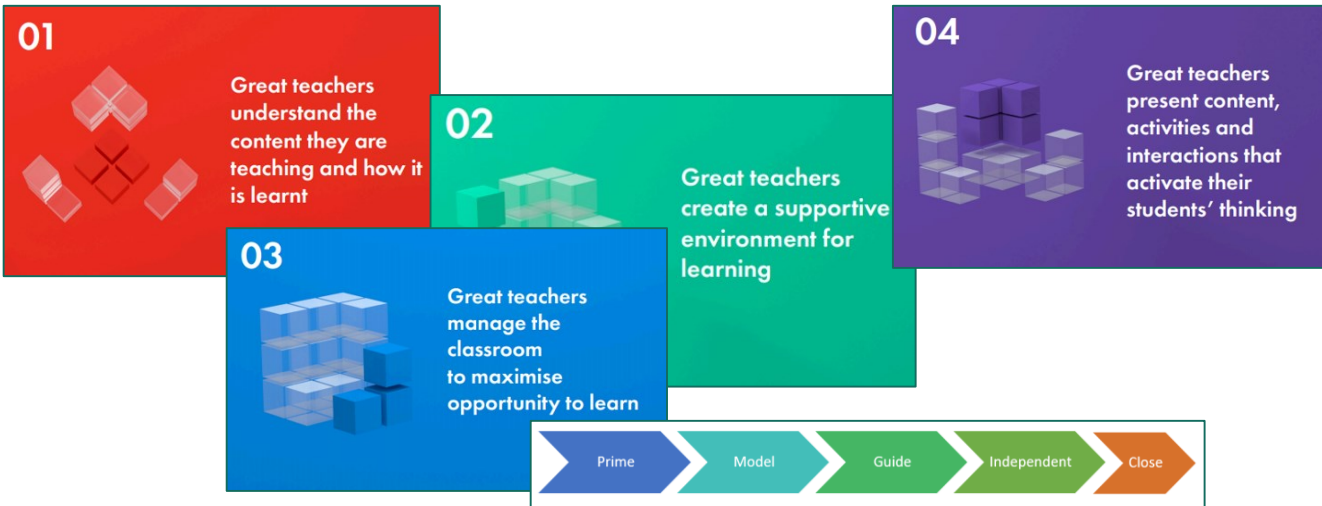 01
Great teachers
understand the
content they are
teaching and how it
is learnt
02
Great teachers
create a supportive
environment for
learning
03
Great teachers
manage the
classroom
to maximise
opportunity to learn
04
Great teachers
present content,
activities and
interactions that
activate their
students’ thinking
Prime
Model
Guide
Independent
Close